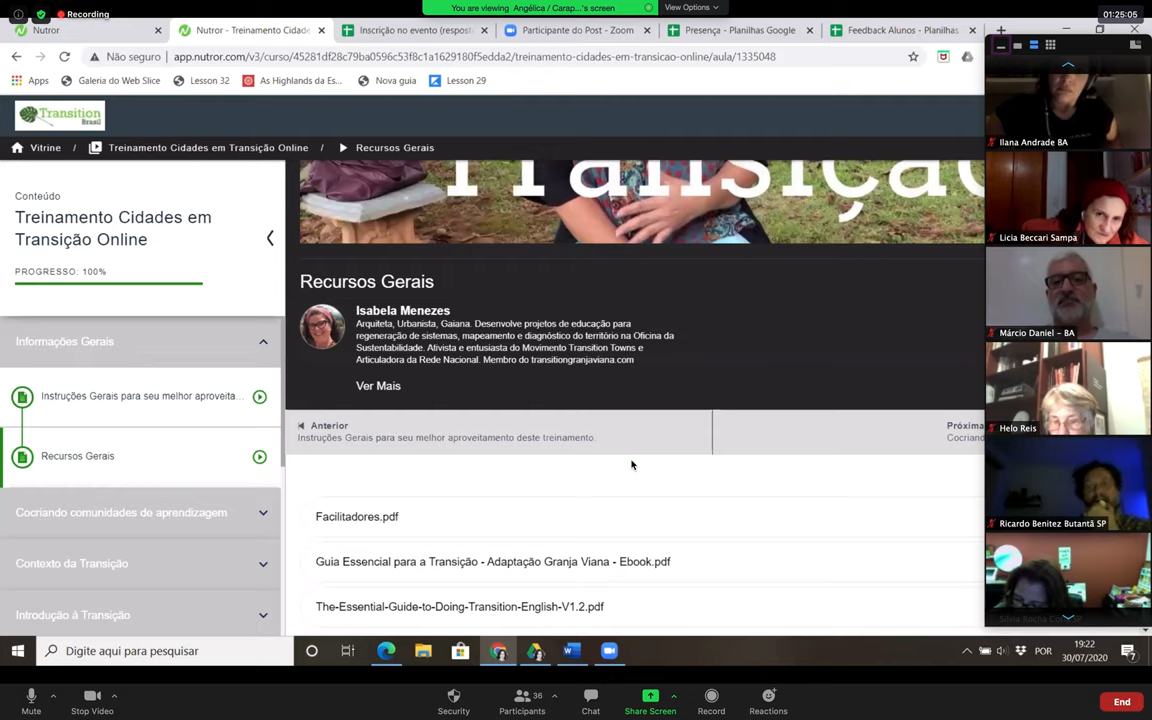 Recording
You are viewing Angélica / Carap...'s screen
View Options
01:25:05
Nutror
Nutror - Treinamento Cidade
Inscrição no evento (respost
Participante do Post - Zoom
Presença - Planilhas Google
Feedback Alunos - Planilhas
Não seguro
app.nutror.com/v3/curso/45281df29ba0596c53f8c1a1629180f5edda2/treinamento-cidades-em-transicao-online/aula/1335048
Apps
Galeria do Web Slice
Lesson 32
As Highlands da Es...
Nova guia
Lesson 29
Transition
Brasil
Vitrine / Treinamento Cidades em Transição Online / Recursos Gerais
Conteúdo
Treinamento Cidades em
Transição Online
PROGRESSO: 100%
Informações Gerais
Instruções Gerais para seu melhor aproveita...
Recursos Gerais
Cocriando comunidades de aprendizagem
Contexto da Transição
Introdução à Transição
Transição
Recursos Gerais
Isabela Menezes
Arquiteta, Urbanista, Gaiana. Desenvolve projetos de educação para
regeneração de sistemas, mapeamento e diagnóstico do território na Oficina da
Sustentabilidade. Ativista e entusiasta do Movimento Transition Towns e
Articuladora da Rede Nacional. Membro do transitiongranjaviana.com
Ver Mais
Anterior
Instruções Gerais para seu melhor aproveitamento deste treinamento.
Próxima
Cocriand
Facilitadores.pdf
Guia Essencial para a Transição - Adaptação Granja Viana - Ebook.pdf
The-Essential-Guide-to-Doing-Transition-English-V1.2.pdf
Ilana Andrade BA
Licia Beccari Sampa
Márcio Daniel - BA
Helo Reis
Ricardo Benitez Butantã SP
Digite aqui para pesquisar
POR
19:22
30/07/2020
7
Mute
Stop Video
Security
36
Participants
Chat
Share Screen
Record
Reactions
End